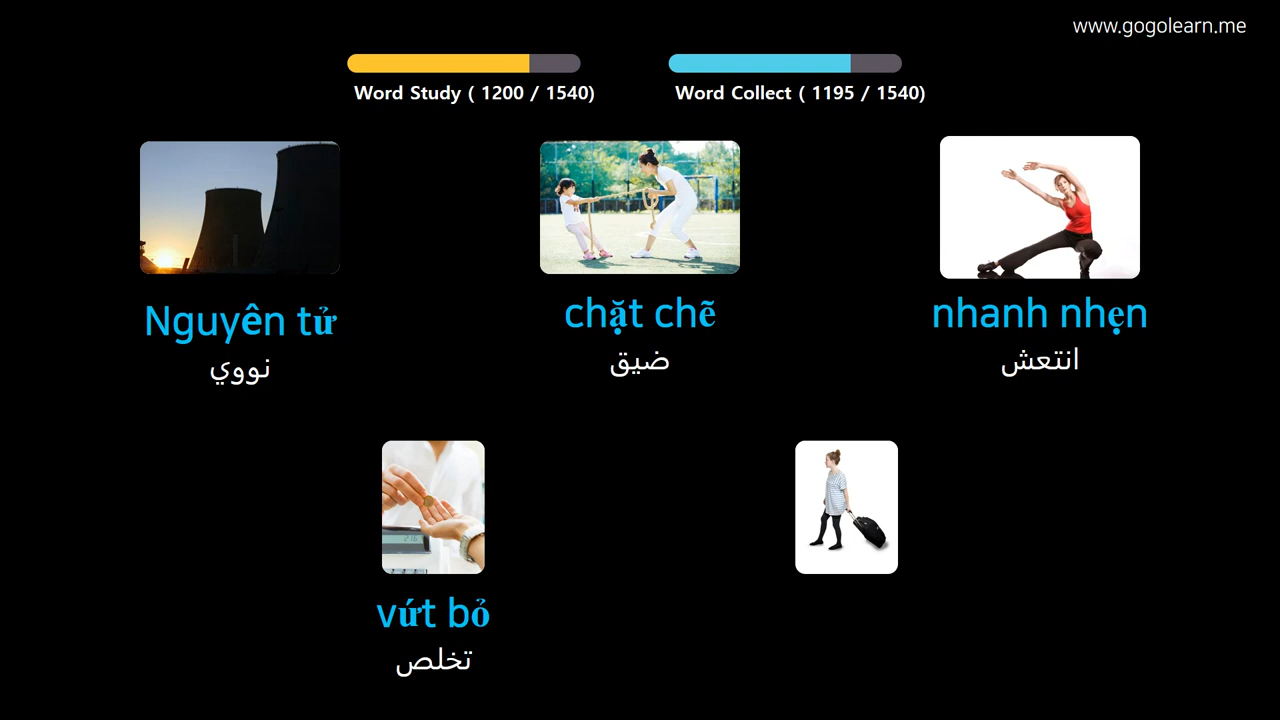 www.gogolearn.me
Word Study ( 1200 / 1540)
Word Collect ( 1195 / 1540)
Nguyên tử
نووي
chặt chẽ
ضيق
nhanh nhẹn
انتعش
vứt bỏ
تخلص